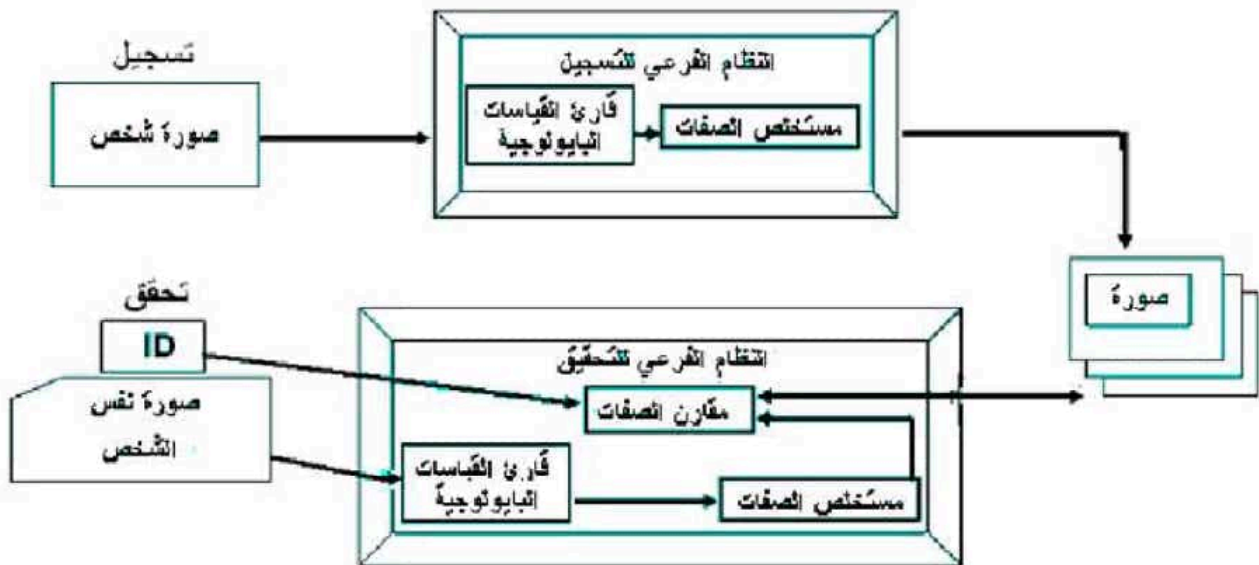 تسجيل
صورة شخص
النظام الفرعي للتسجيل
قارئ القياسات
البايولوجية
مستخلص الصفات
صورة
تحقق
ID
صورة نفس
الشخص
النظام الفرعي للتحقيق
مقارن الصفات
قارئ القياسات
البايولوجية
مستخلص الصفات